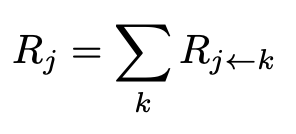 R_j = \sum_k R_{j \leftarrow k}